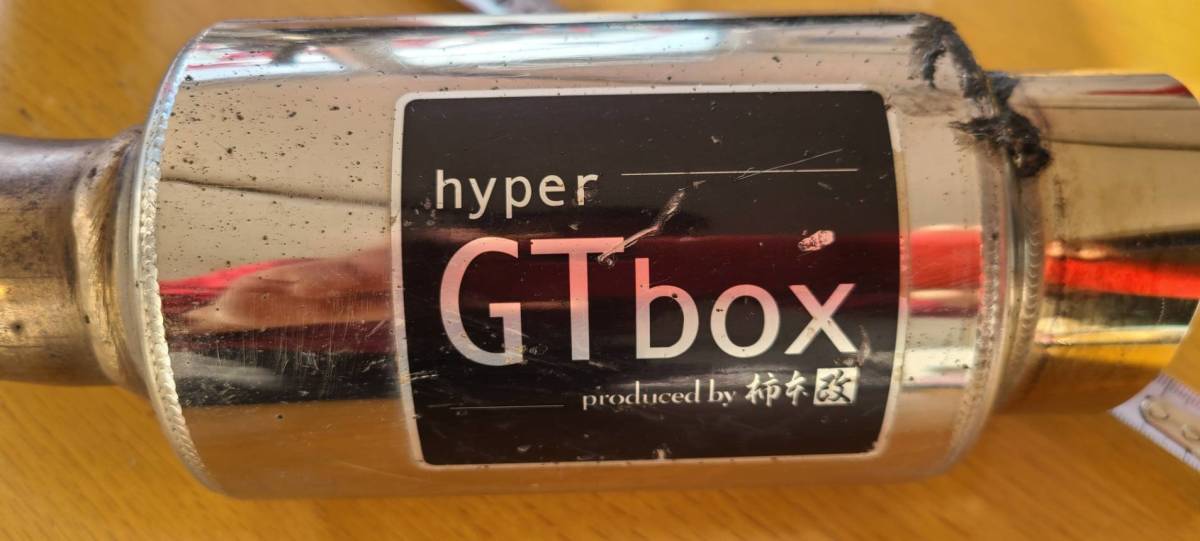 hyper
GTbox
produced by 柿本改